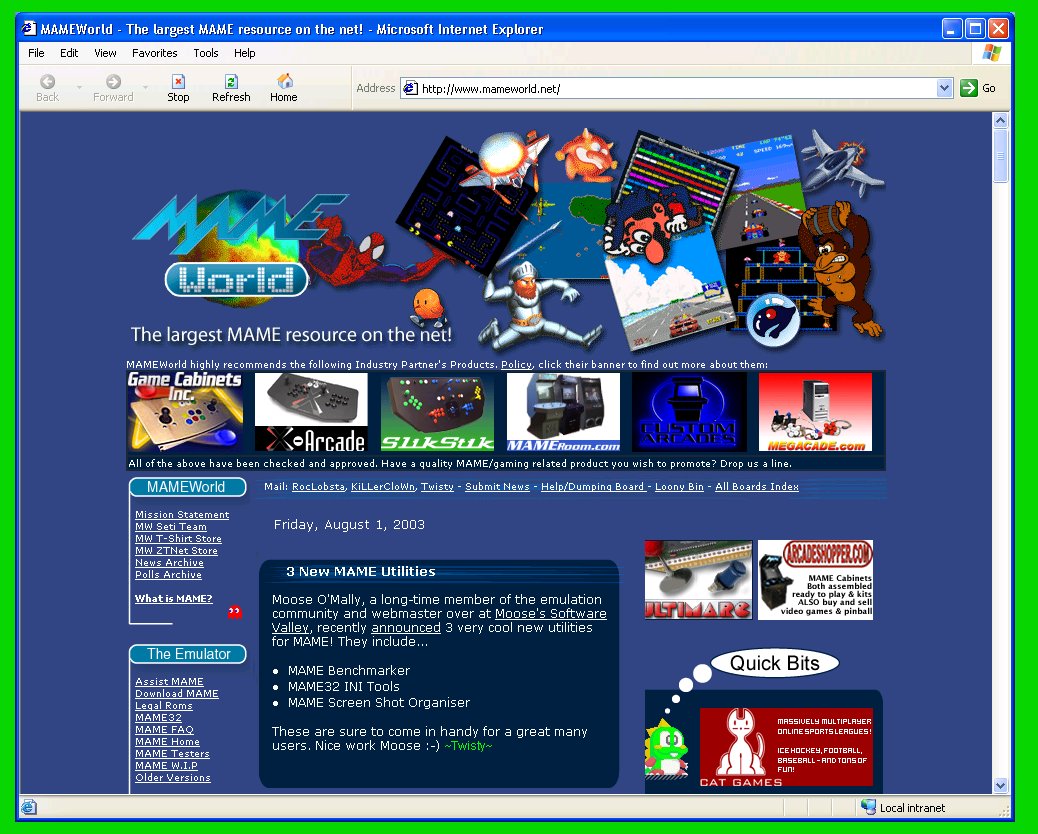 MAMEWorld - The largest MAME resource on the net! - Microsoft Internet Explorer
File Edit View Favorites Tools Help
Back Forward Stop Refresh Home Address http://www.mameworld.net/ Go
MAME
World
The largest MAME resource on the net!
MAMEWorld highly recommends the following Industry Partner's Products. Policy, click their banner to find out more about them:
Game Cabinets Inc.
X-Arcade
SlikStik
MAMERoom.com
CUSTOM ARCADES
MEGACADE.com
All of the above have been checked and approved. Have a quality MAME/gaming related product you wish to promote? Drop us a line.
MAMEWorld
Mail: RocLobsta, KiLLerCloWn, Twisty - Submit News - Help/Dumping Board - Loony Bin - All Boards Index
Mission Statement
MW Seti Team
MW T-Shirt Store
MW ZTNet Store
News Archive
Polls Archive
What is MAME?
The Emulator
Assist MAME
Download MAME
Legal Roms
MAME32
MAME FAQ
MAME Home
MAME Testers
MAME W.I.P
Older Versions
Friday, August 1, 2003
3 New MAME Utilities
Moose O'Mally, a long-time member of the emulation
community and webmaster over at Moose's Software
Valley, recently announced 3 very cool new utilities
for MAME! They include...
• MAME Benchmarker
• MAME32 INI Tools
• MAME Screen Shot Organiser
These are sure to come in handy for a great many
users. Nice work Moose :-) ~Twisty~
ULTIMARC
ARCADESHOPPER.COM
MAME Cabinets
Both assembled
ready to play & kits
ALSO buy and sell
video games & pinball
Quick Bits
MASSIVELY MULTIPLAYER
ONLINE SPORTS LEAGUES!
ICE HOCKEY, FOOTBALL,
BASEBALL - AND TONS OF
FUN!
CAT GAMES
Local intranet